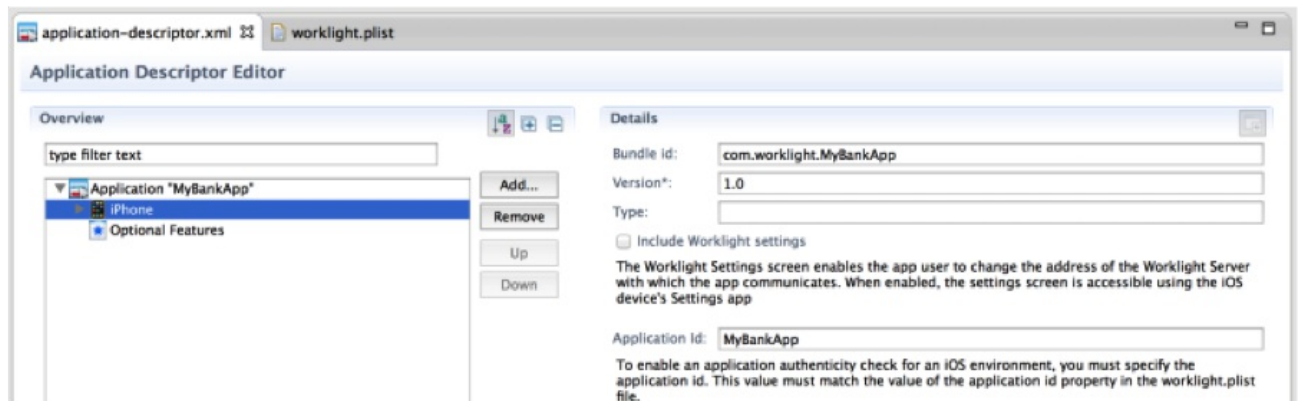 application-descriptor.xml
worklight.plist
Application Descriptor Editor
Overview
type filter text
Application "MyBankApp"
iPhone
Optional Features
Add...
Remove
Up
Down
Details
Bundle id:
com.worklight.MyBankApp
Version*:
1.0
Type:
Include Worklight settings
The Worklight Settings screen enables the app user to change the address of the Worklight Server
with which the app communicates. When enabled, the settings screen is accessible using the iOS
device's Settings app
Application Id:
MyBankApp
To enable an application authenticity check for an iOS environment, you must specify the
application id. This value must match the value of the application id property in the worklight.plist
file.